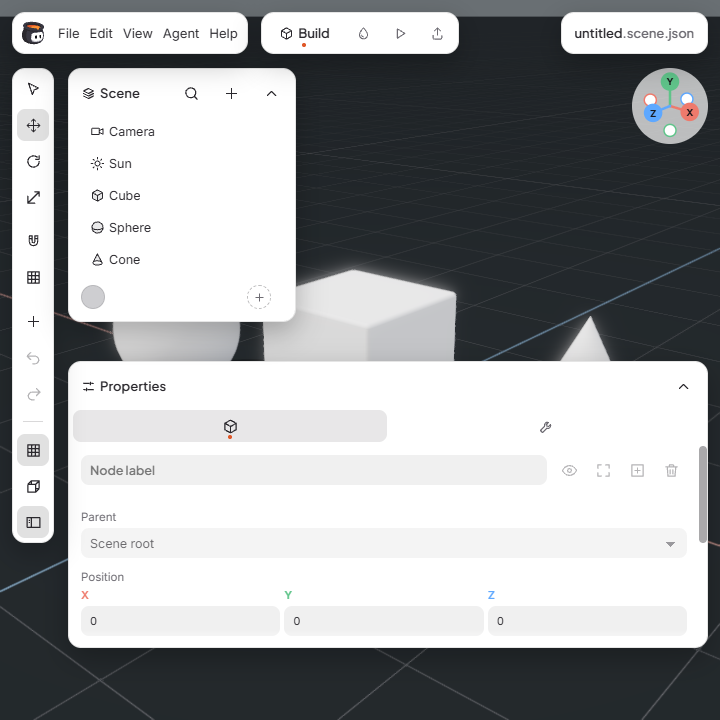 File Edit View Agent Help
Build
untitled.scene.json
Scene
Camera
Sun
Cube
Sphere
Cone
Y
Z
X
Properties
Node label
Parent
Scene root
Position
X Y Z
0 0 0